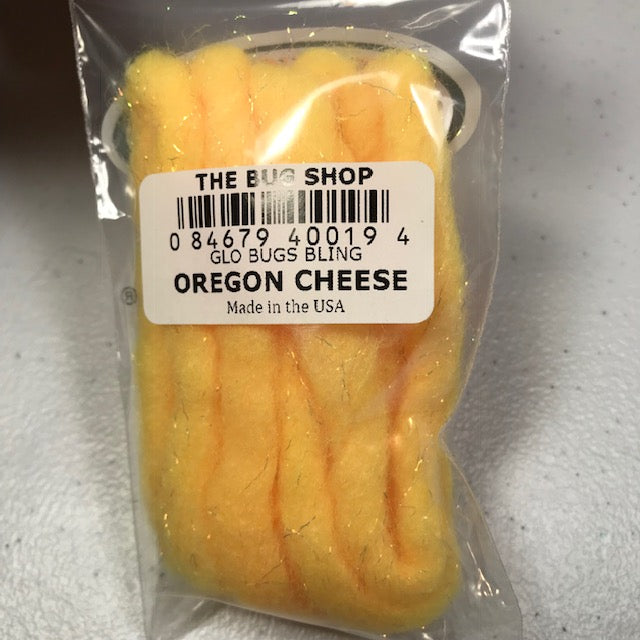 THE BUG SHOP
0 84679 40019 4
GLO BUGS BLING
OREGON CHEESE
Made in the USA
®